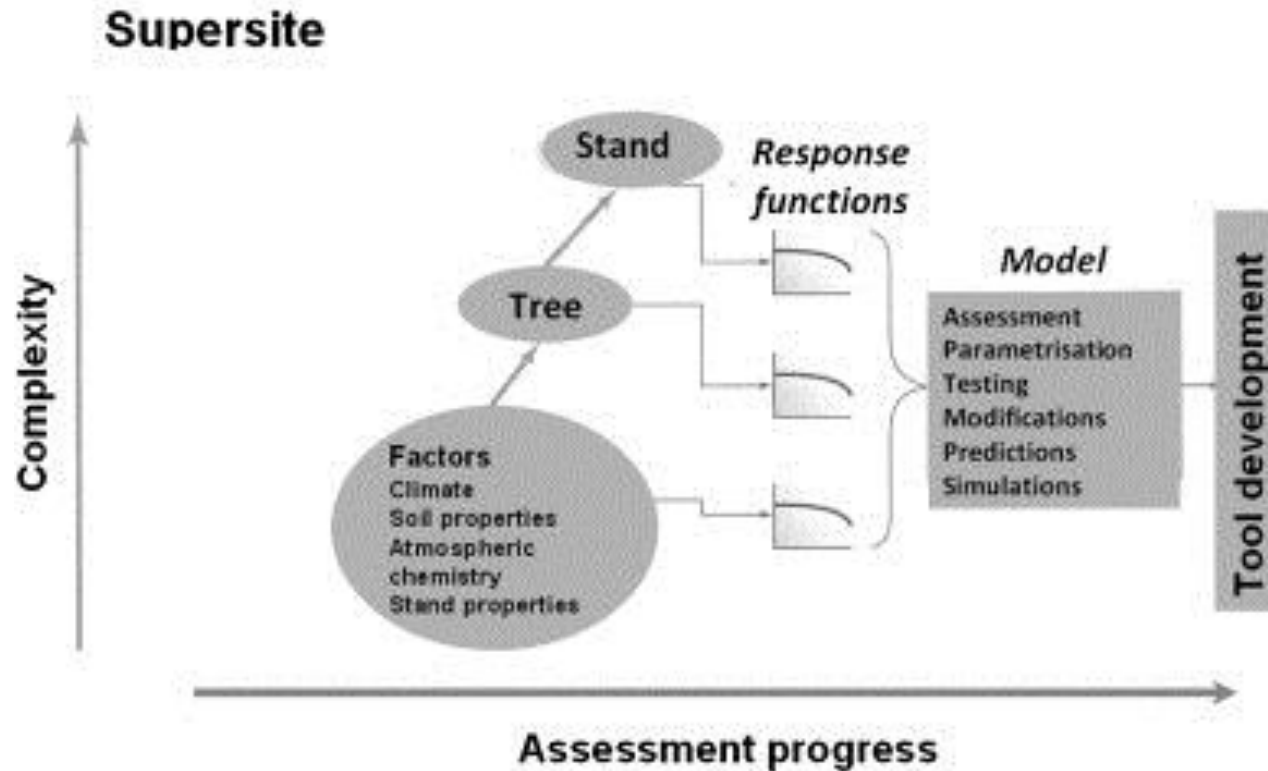 Supersite
Complexity
Stand
Tree
Factors
Climate
Soil properties
Atmospheric
chemistry
Stand properties
Response
functions
Model
Assessment
Parametrisation
Testing
Modifications
Predictions
Simulations
Tool development
Assessment progress